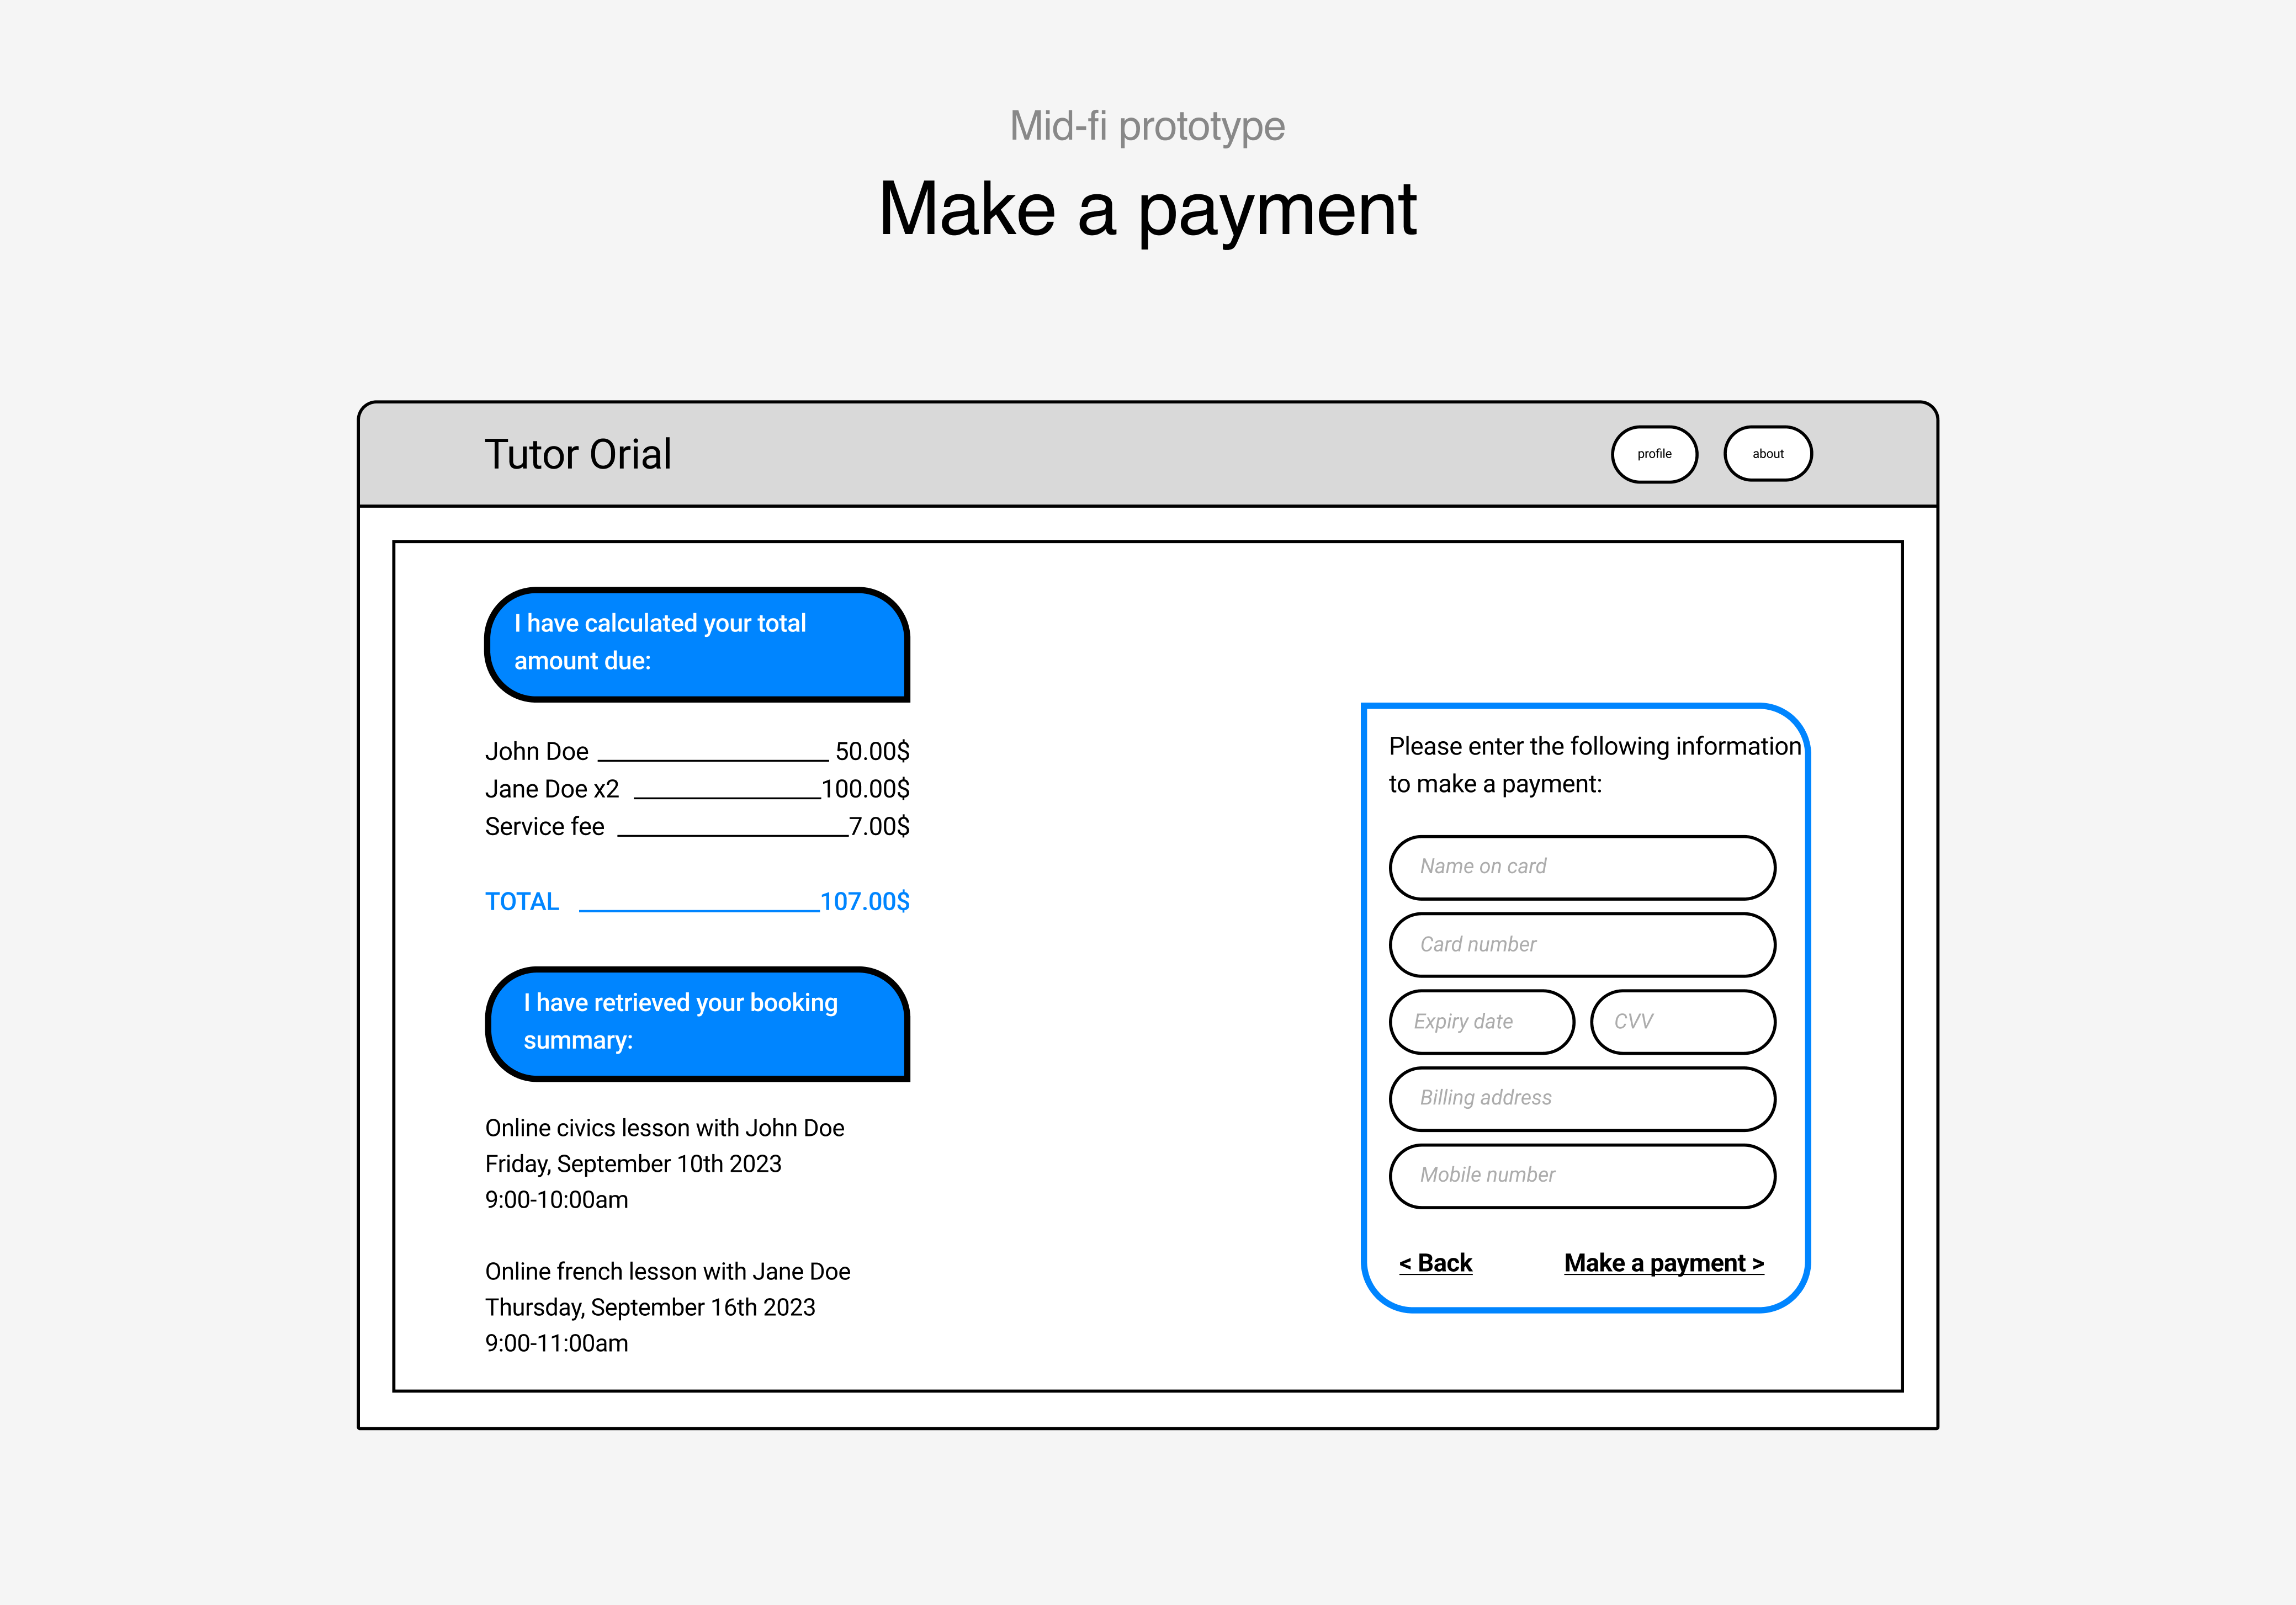 Mid-fi prototype
Make a payment
Tutor Orial
profile
about
I have calculated your total
amount due:
John Doe 50.00$
Jane Doe x2 100.00$
Service fee 7.00$
TOTAL 107.00$
I have retrieved your booking
summary:
Online civics lesson with John Doe
Friday, September 10th 2023
9:00-10:00am
Online french lesson with Jane Doe
Thursday, September 16th 2023
9:00-11:00am
Please enter the following information
to make a payment:
Name on card
Card number
Expiry date
CVV
Billing address
Mobile number
< Back
Make a payment >